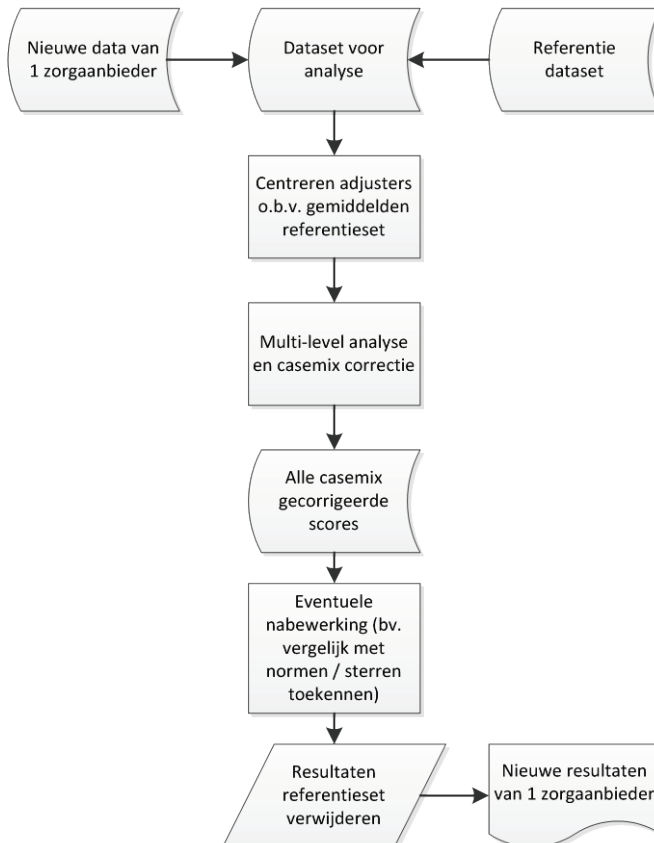 Nieuwe data van
1 zorgaanbieder
Dataset voor
analyse
Referentie
dataset
Centreren adjusters
o.b.v. gemiddelden
referentieset
Multi-level analyse
en casemix correctie
Alle casemix
gecorrigeerde
scores
Eventuele
nabewerking (bv.
vergelijk met
normen / sterren
toekennen)
Resultaten
referentieset
verwijderen
Nieuwe resultaten
van 1 zorgaanbieder